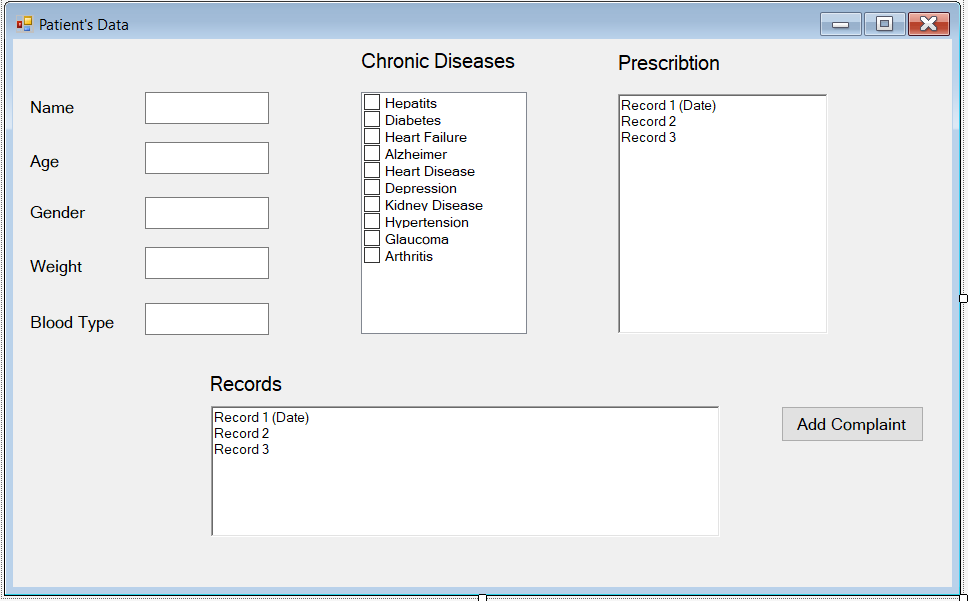 Patient's Data
Chronic Diseases
Prescribtion
Name
Age
Gender
Weight
Blood Type
Hepatits
Diabetes
Heart Failure
Alzheimer
Heart Disease
Depression
Kidney Disease
Hypertension
Glaucoma
Arthritis
Record 1 (Date)
Record 2
Record 3
Records
Record 1 (Date)
Record 2
Record 3
Add Complaint